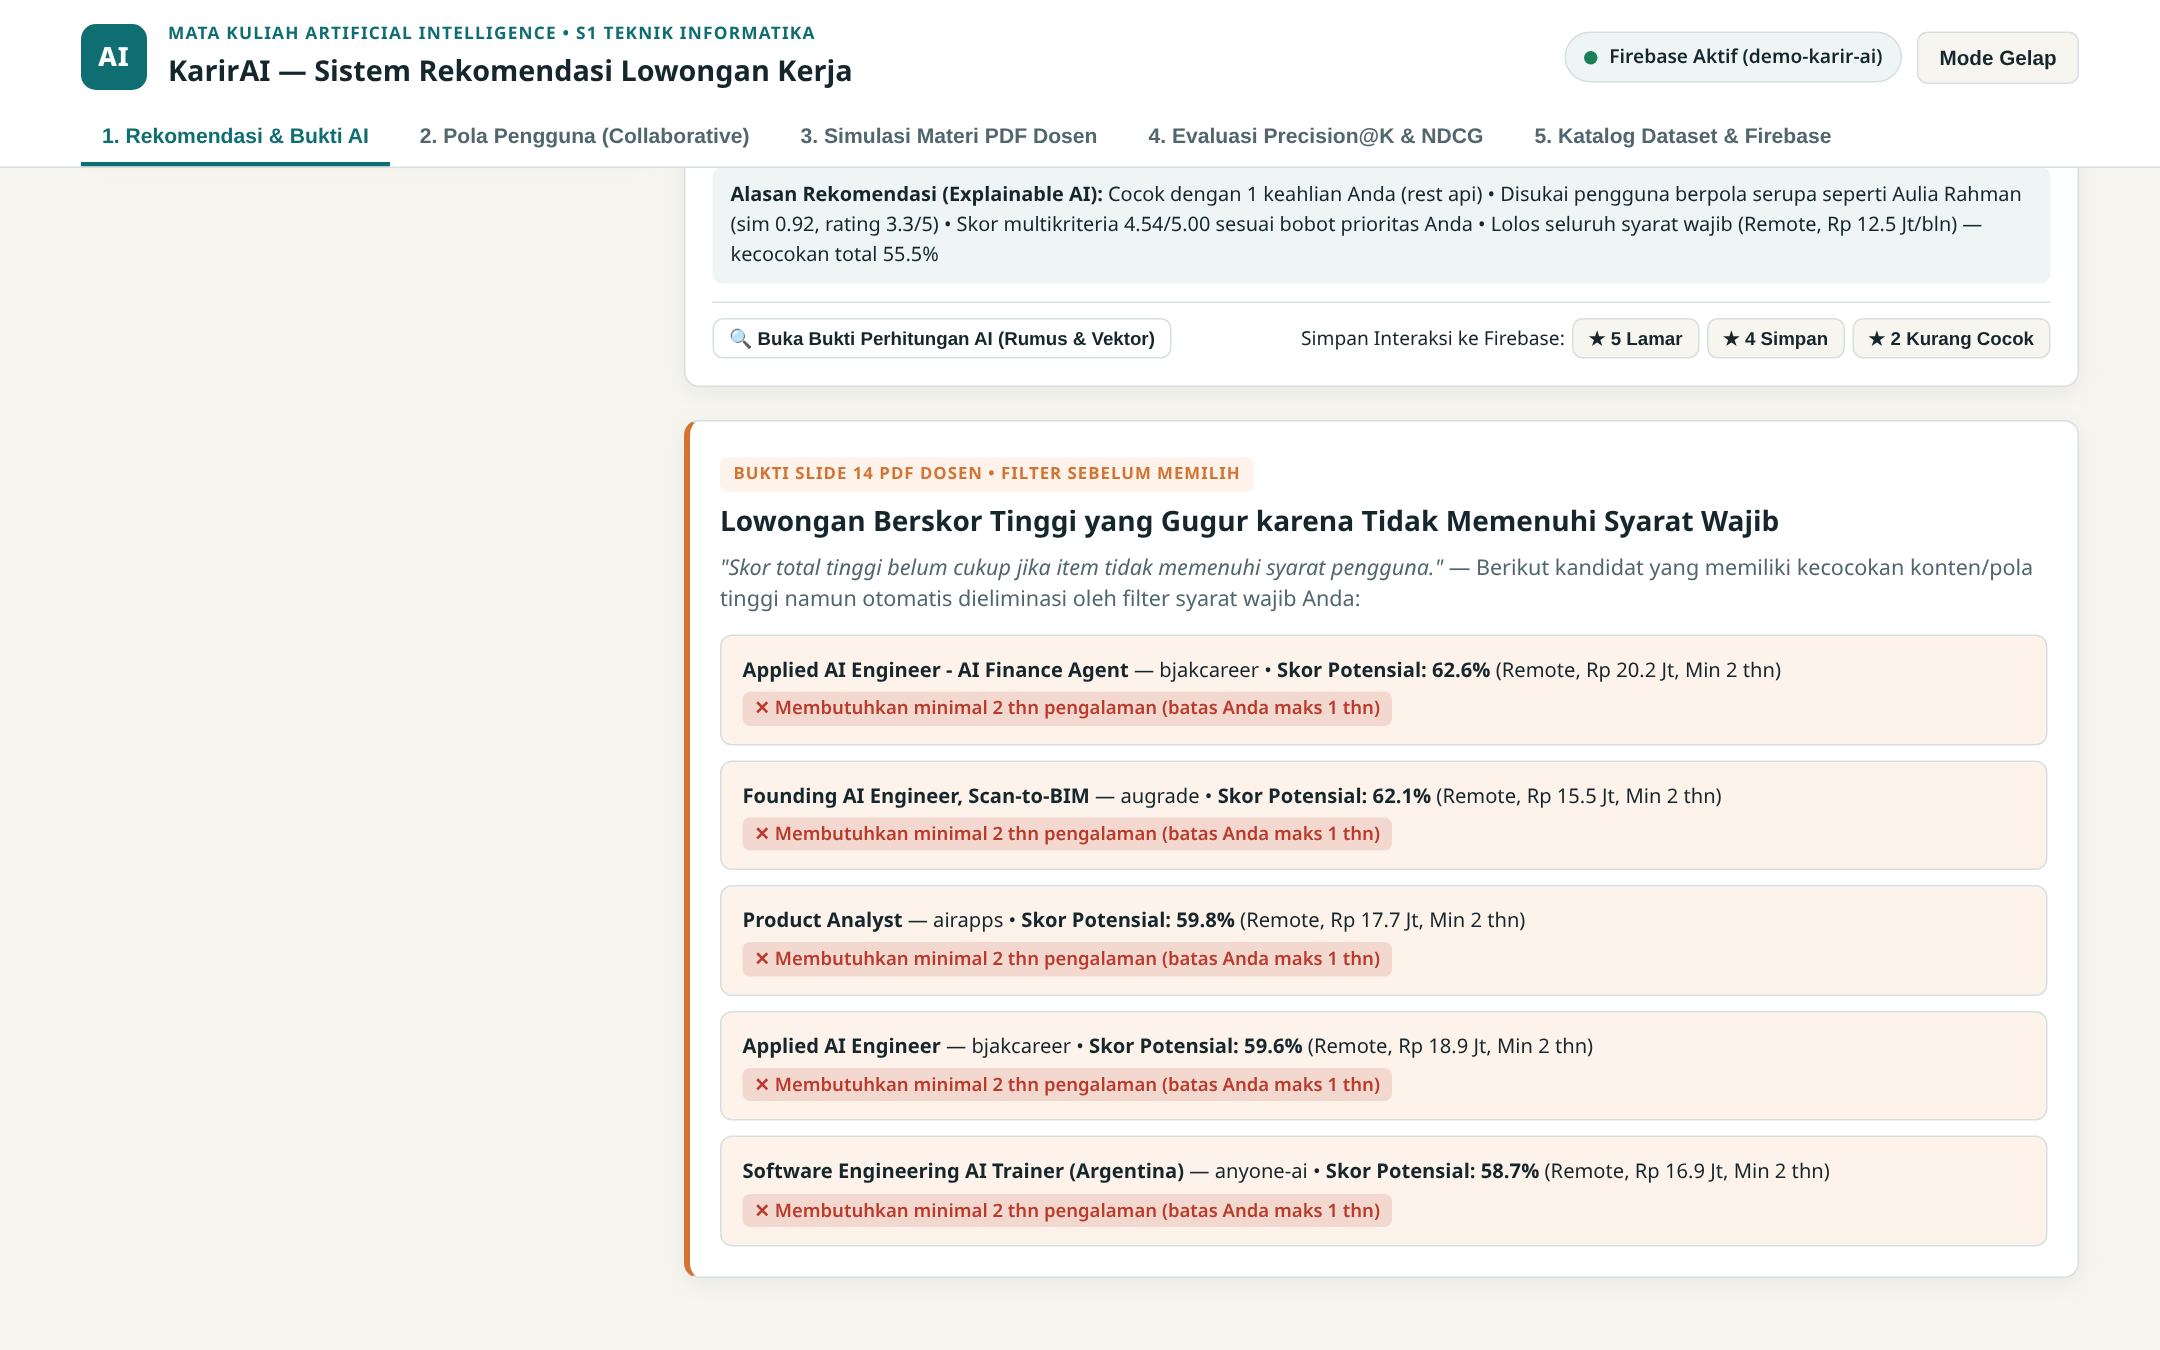 AI
MATA KULIAH ARTIFICIAL INTELLIGENCE • S1 TEKNIK INFORMATIKA
KarirAI — Sistem Rekomendasi Lowongan Kerja
Firebase Aktif (demo-karir-ai)
Mode Gelap
1. Rekomendasi & Bukti AI
2. Pola Pengguna (Collaborative)
3. Simulasi Materi PDF Dosen
4. Evaluasi Precision@K & NDCG
5. Katalog Dataset & Firebase
Alasan Rekomendasi (Explainable AI): Cocok dengan 1 keahlian Anda (rest api) • Disukai pengguna berpola serupa seperti Aulia Rahman
(sim 0.92, rating 3.3/5) • Skor multikriteria 4.54/5.00 sesuai bobot prioritas Anda • Lolos seluruh syarat wajib (Remote, Rp 12.5 Jt/bln) —
kecocokan total 55.5%
🔍 Buka Bukti Perhitungan AI (Rumus & Vektor)
Simpan Interaksi ke Firebase:
★ 5 Lamar
★ 4 Simpan
★ 2 Kurang Cocok
BUKTI SLIDE 14 PDF DOSEN • FILTER SEBELUM MEMILIH
Lowongan Berskor Tinggi yang Gugur karena Tidak Memenuhi Syarat Wajib
"Skor total tinggi belum cukup jika item tidak memenuhi syarat pengguna." — Berikut kandidat yang memiliki kecocokan konten/pola
tinggi namun otomatis dieliminasi oleh filter syarat wajib Anda:
Applied AI Engineer - AI Finance Agent — bjakcareer • Skor Potensial: 62.6% (Remote, Rp 20.2 Jt, Min 2 thn)
✕ Membutuhkan minimal 2 thn pengalaman (batas Anda maks 1 thn)
Founding AI Engineer, Scan-to-BIM — augrade • Skor Potensial: 62.1% (Remote, Rp 15.5 Jt, Min 2 thn)
✕ Membutuhkan minimal 2 thn pengalaman (batas Anda maks 1 thn)
Product Analyst — airapps • Skor Potensial: 59.8% (Remote, Rp 17.7 Jt, Min 2 thn)
✕ Membutuhkan minimal 2 thn pengalaman (batas Anda maks 1 thn)
Applied AI Engineer — bjakcareer • Skor Potensial: 59.6% (Remote, Rp 18.9 Jt, Min 2 thn)
✕ Membutuhkan minimal 2 thn pengalaman (batas Anda maks 1 thn)
Software Engineering AI Trainer (Argentina) — anyone-ai • Skor Potensial: 58.7% (Remote, Rp 16.9 Jt, Min 2 thn)
✕ Membutuhkan minimal 2 thn pengalaman (batas Anda maks 1 thn)